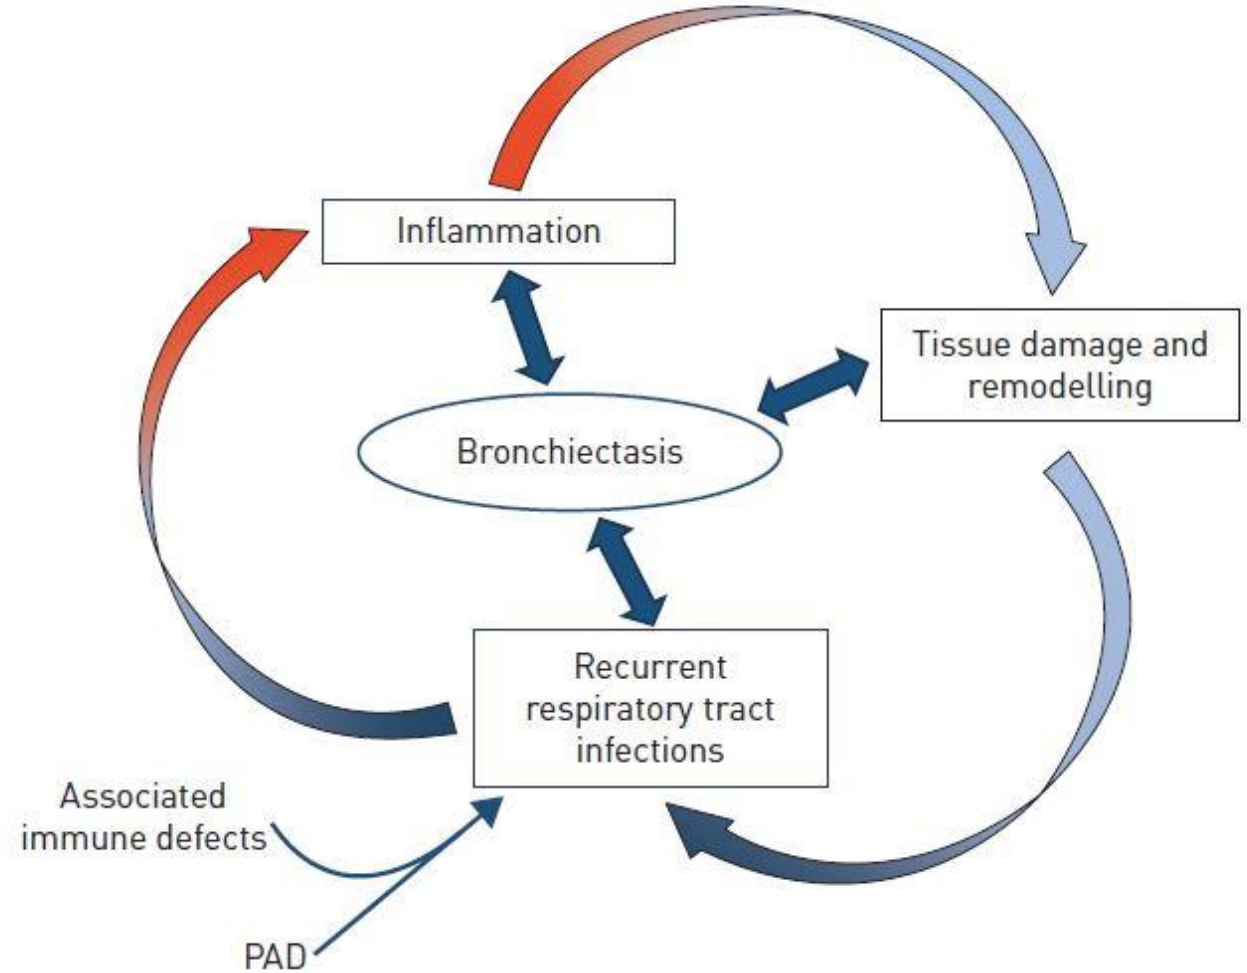 Inflammation
Tissue damage and
remodelling
Bronchiectasis
Recurrent
respiratory tract
infections
Associated
immune defects
PAD